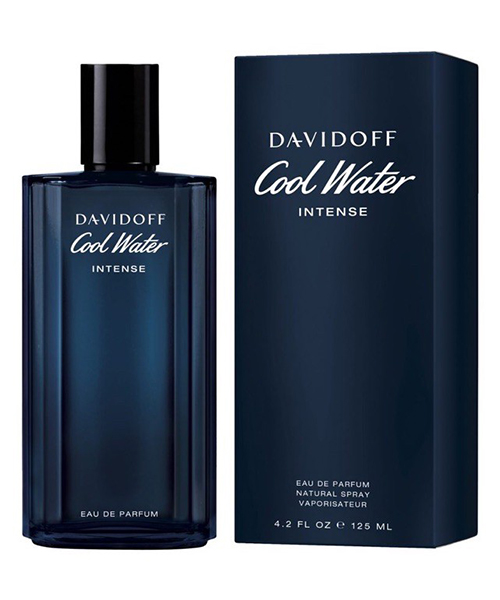 DAVIDOFF
Cool Water
INTENSE
EAU DE PARFUM
DAVIDOFF
Cool Water
INTENSE
EAU DE PARFUM
NATURAL SPRAY
VAPORISATEUR
4.2 FL OZ ℮ 125 ML